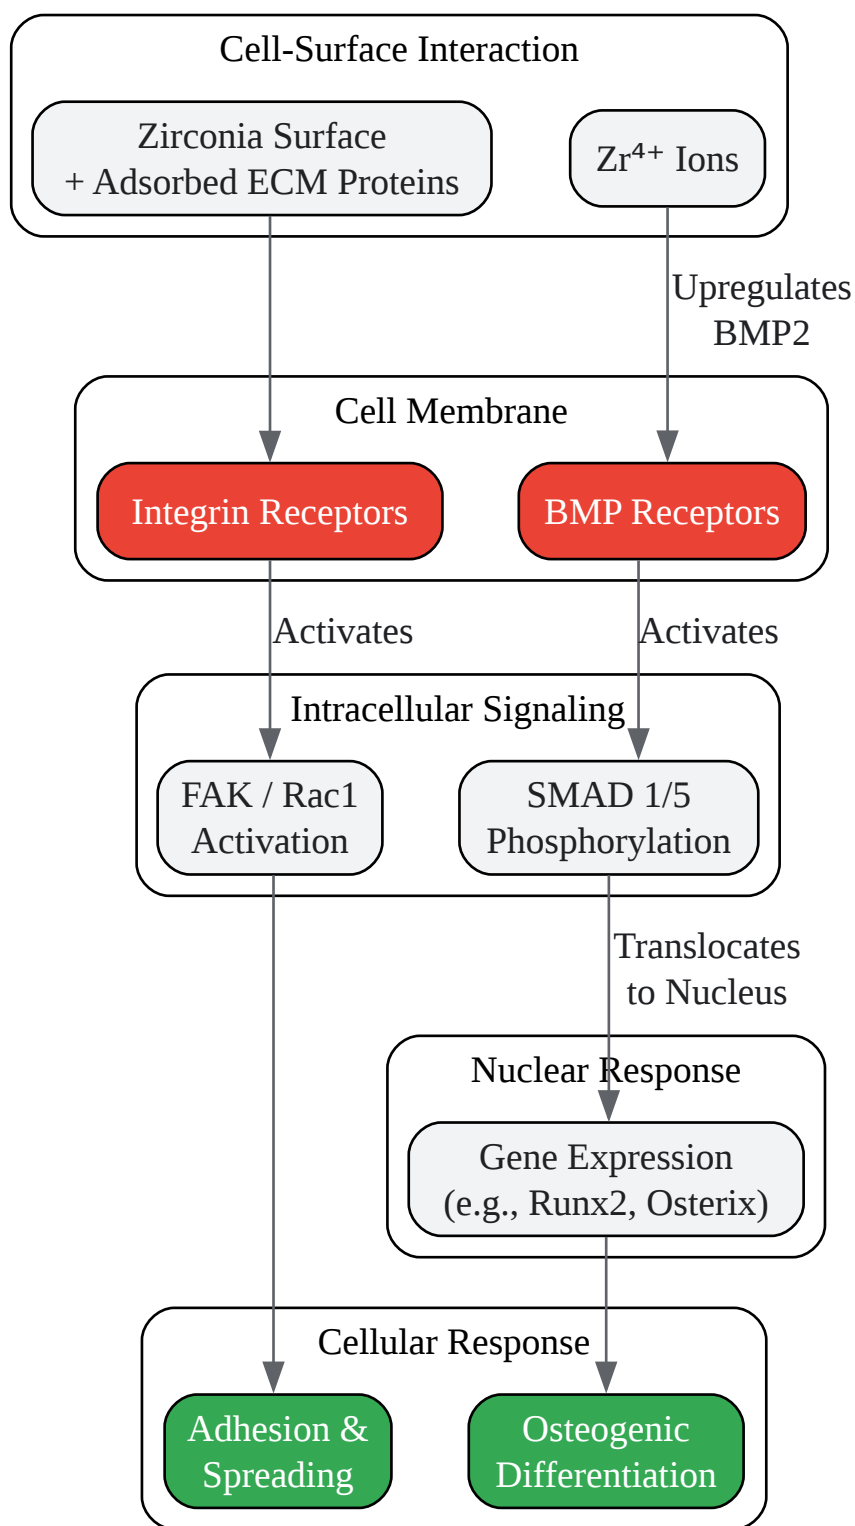 Cell-Surface Interaction
Zirconia Surface
+ Adsorbed ECM Proteins
Zr⁴⁺ Ions
Upregulates
BMP2
Cell Membrane
Integrin Receptors
BMP Receptors
Activates
Activates
Intracellular Signaling
FAK / Rac1
Activation
SMAD 1/5
Phosphorylation
Translocates
to Nucleus
Nuclear Response
Gene Expression
(e.g., Runx2, Osterix)
Cellular Response
Adhesion &
Spreading
Osteogenic
Differentiation